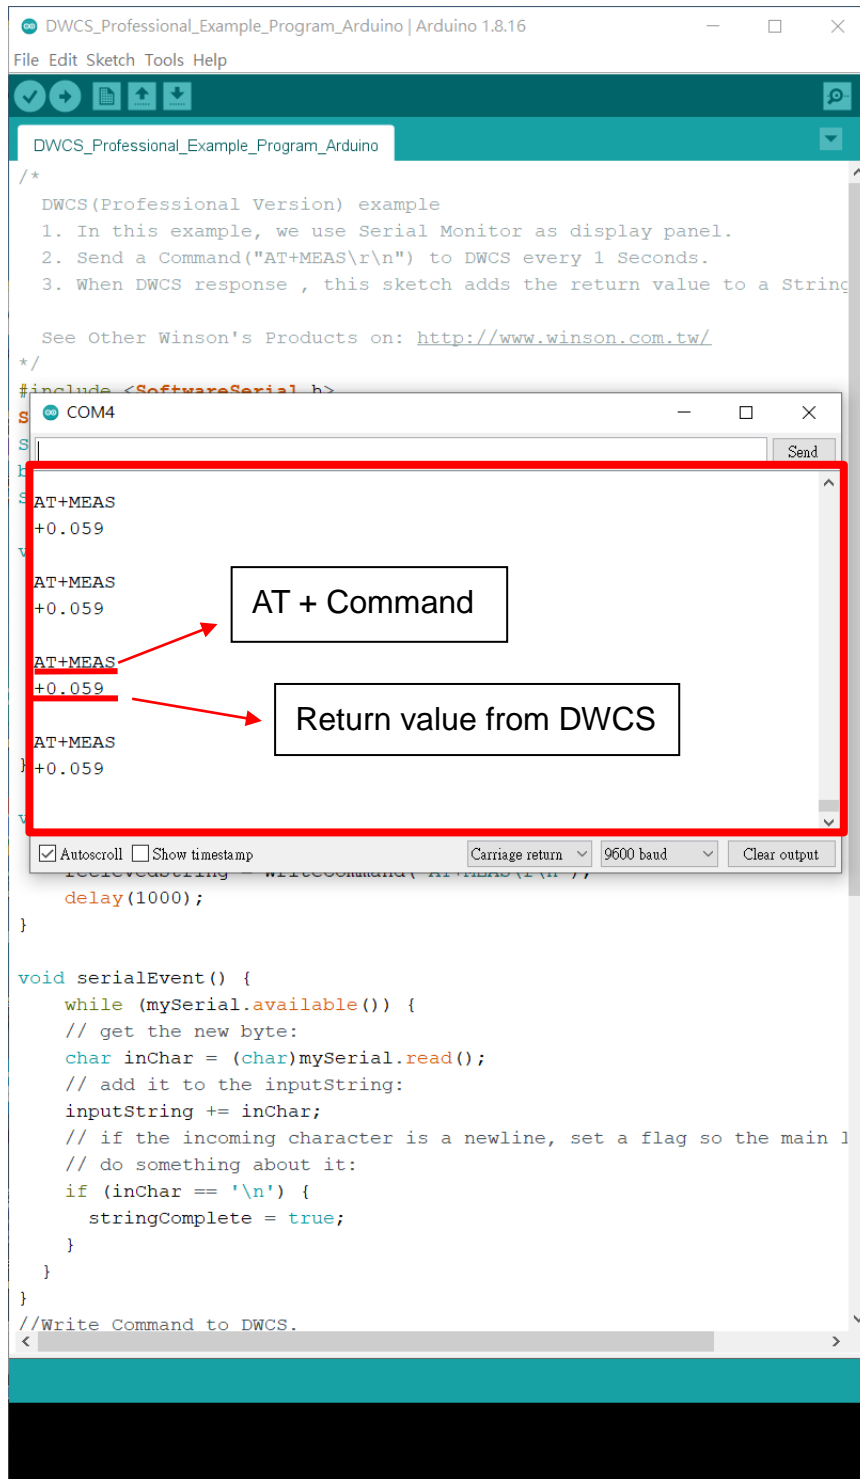 DWCS_Professional_Example_Program_Arduino | Arduino 1.8.16
File Edit Sketch Tools Help
DWCS_Professional_Example_Program_Arduino
/*
DWCS(Professional Version) example
1. In this example, we use Serial Monitor as display panel.
2. Send a Command("AT+MEAS\r\n") to DWCS every 1 Seconds.
3. When DWCS response , this sketch adds the return value to a String
See Other Winson's Products on: http://www.winson.com.tw/
*/
#include <SoftwareSerial.h>
COM4
Send
AT+MEAS
+0.059
AT+MEAS
+0.059
AT + Command
AT+MEAS
+0.059
Return value from DWCS
AT+MEAS
+0.059
}
Autoscroll Show timestamp Carriage return 9600 baud Clear output
recievedString = WriteCommand("AT+MEAS\r\n");
delay(1000);
}
void serialEvent() {
while (mySerial.available()) {
// get the new byte:
char inChar = (char)mySerial.read();
// add it to the inputString:
inputString += inChar;
// if the incoming character is a newline, set a flag so the main l
// do something about it:
if (inChar == '\n') {
stringComplete = true;
}
}
}
//Write Command to DWCS.